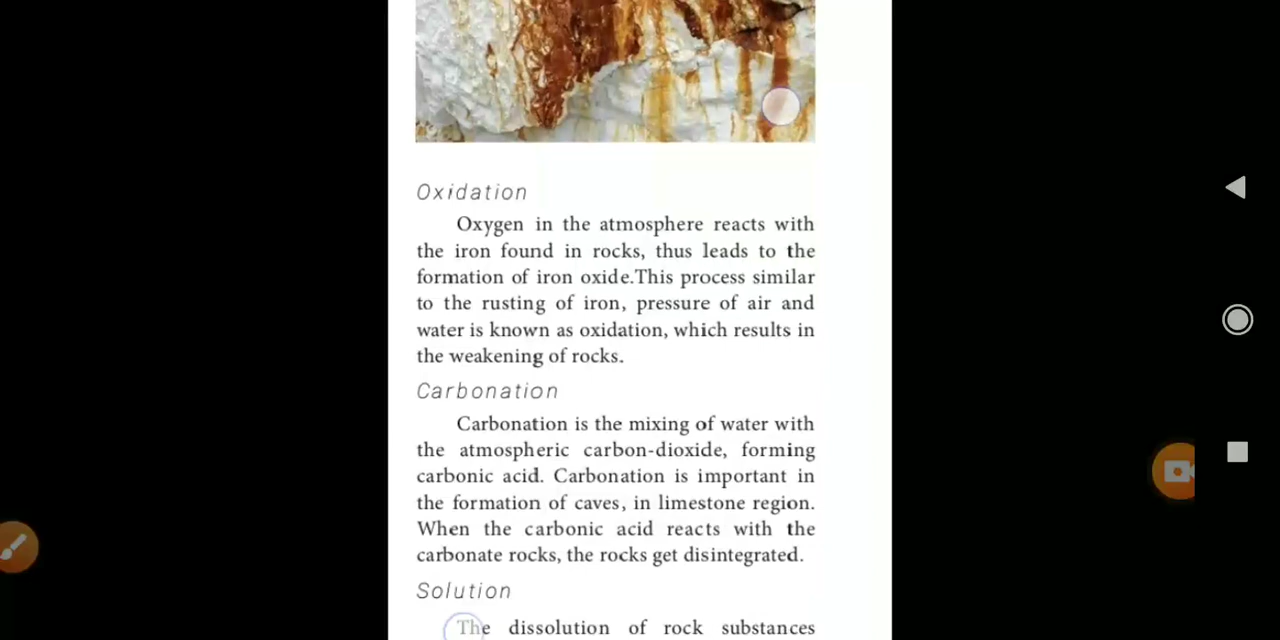 Oxidation
Oxygen in the atmosphere reacts with
the iron found in rocks, thus leads to the
formation of iron oxide.This process similar
to the rusting of iron, pressure of air and
water is known as oxidation, which results in
the weakening of rocks.
Carbonation
Carbonation is the mixing of water with
the atmospheric carbon-dioxide, forming
carbonic acid. Carbonation is important in
the formation of caves, in limestone region.
When the carbonic acid reacts with the
carbonate rocks, the rocks get disintegrated.
Solution
The dissolution of rock substances